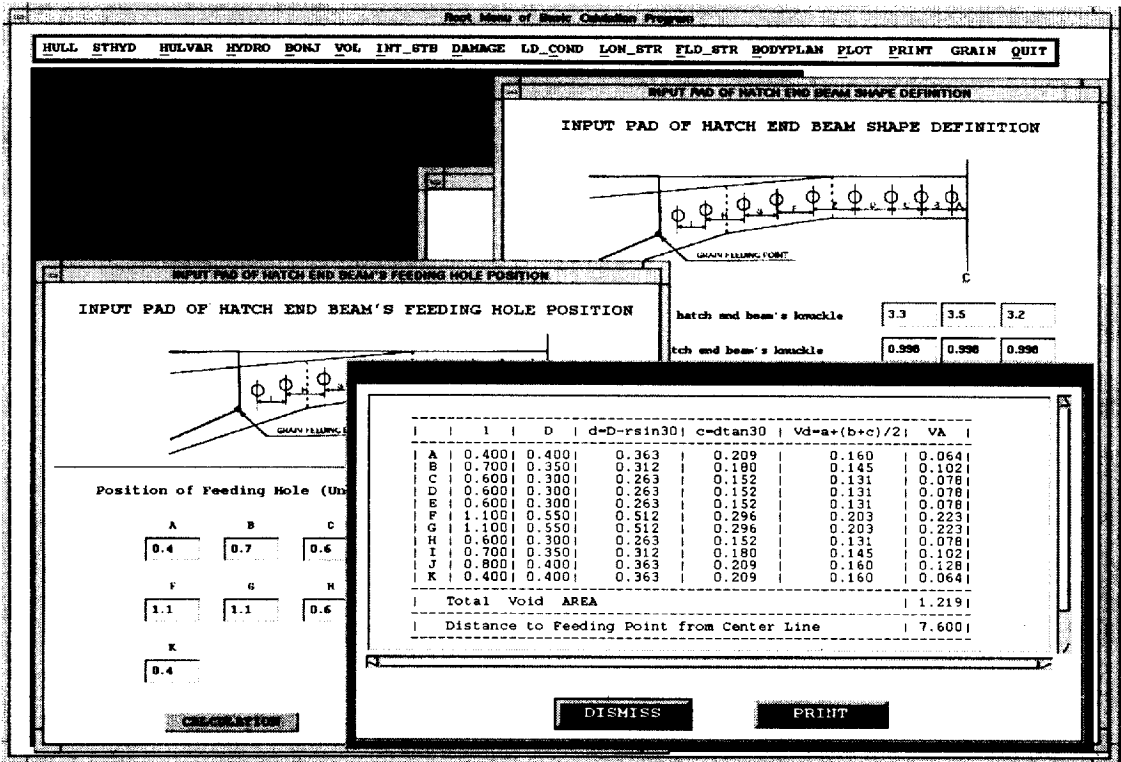 Root Menu of Basic Calculation Program
HULL STHYD HULVAR HYDRO BONJ VOL INT_STB DAMAGE LD_COND LON_STR FLD_STR BODYPLAN PLOT PRINT GRAIN QUIT
INPUT PAD OF HATCH END BEAM SHAPE DEFINITION
INPUT PAD OF HATCH END BEAM SHAPE DEFINITION
GRAIN FEEDING POINT
C
hatch end beam's knuckle 3.3 3.5 3.2
tch end beam's knuckle 0.998 0.998 0.998
INPUT PAD OF HATCH END BEAM'S FEEDING HOLE POSITION
INPUT PAD OF HATCH END BEAM'S FEEDING HOLE POSITION
GRAIN FEEDING
Position of Feeding Hole (Un
A B C
0.4 0.7 0.6
F G H
1.1 1.1 0.6
K
0.4
CALCULATION
| | l | D | d=D-rsin30| c=dtan30 | Vd=a+(b+c)/2| VA |
| A | 0.400| 0.400| 0.363 | 0.209 | 0.160 | 0.064|
| B | 0.700| 0.350| 0.312 | 0.180 | 0.145 | 0.102|
| C | 0.600| 0.300| 0.263 | 0.152 | 0.131 | 0.078|
| D | 0.600| 0.300| 0.263 | 0.152 | 0.131 | 0.078|
| E | 0.600| 0.300| 0.263 | 0.152 | 0.131 | 0.078|
| F | 1.100| 0.550| 0.512 | 0.296 | 0.203 | 0.223|
| G | 1.100| 0.550| 0.512 | 0.296 | 0.203 | 0.223|
| H | 0.600| 0.300| 0.263 | 0.152 | 0.131 | 0.078|
| I | 0.700| 0.350| 0.312 | 0.180 | 0.145 | 0.102|
| J | 0.800| 0.400| 0.363 | 0.209 | 0.160 | 0.128|
| K | 0.400| 0.400| 0.363 | 0.209 | 0.160 | 0.064|
| Total Void AREA | 1.219|
| Distance to Feeding Point from Center Line | 7.600|
DISMISS PRINT